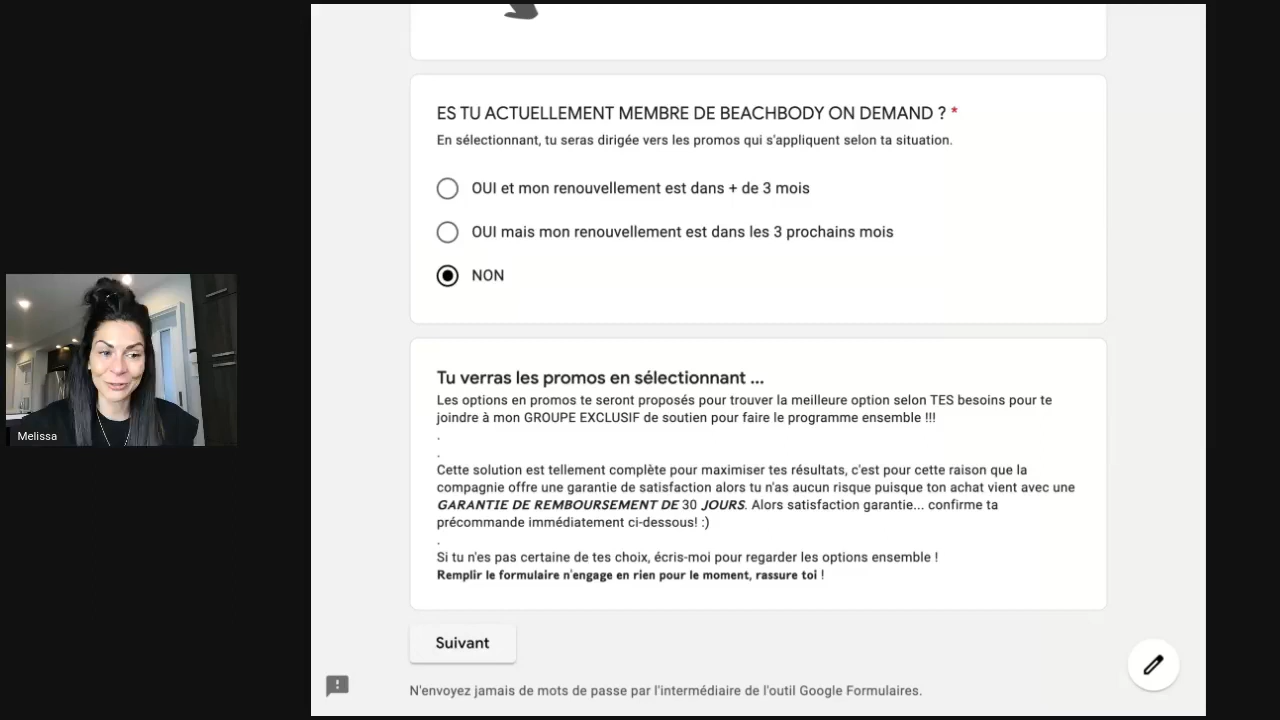 ES TU ACTUELLEMENT MEMBRE DE BEACHBODY ON DEMAND ? *
En sélectionnant, tu seras dirigée vers les promos qui s'appliquent selon ta situation.
OUI et mon renouvellement est dans + de 3 mois
OUI mais mon renouvellement est dans les 3 prochains mois
NON
Tu verras les promos en sélectionnant ...
Les options en promos te seront proposés pour trouver la meilleure option selon TES besoins pour te
joindre à mon GROUPE EXCLUSIF de soutien pour faire le programme ensemble !!!
.
.
Cette solution est tellement complète pour maximiser tes résultats, c'est pour cette raison que la
compagnie offre une garantie de satisfaction alors tu n'as aucun risque puisque ton achat vient avec une
GARANTIE DE REMBOURSEMENT DE 30 JOURS. Alors satisfaction garantie... confirme ta
précommande immédiatement ci-dessous! :)
.
Si tu n'es pas certaine de tes choix, écris-moi pour regarder les options ensemble !
Remplir le formulaire n'engage en rien pour le moment, rassure toi !
Melissa
Suivant
N'envoyez jamais de mots de passe par l'intermédiaire de l'outil Google Formulaires.